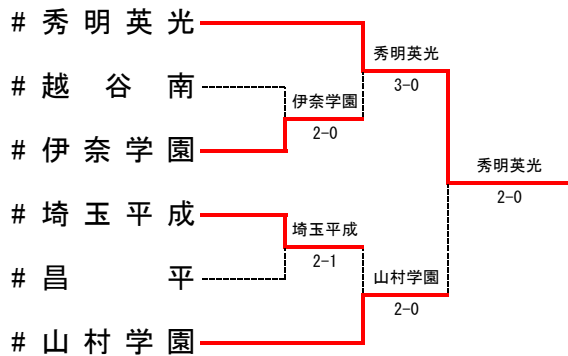 # 秀明英光
# 越谷南
# 伊奈学園
# 埼玉平成
# 昌平
# 山村学園
伊奈学園
2-0
埼玉平成
2-1
秀明英光
3-0
山村学園
2-0
秀明英光
2-0